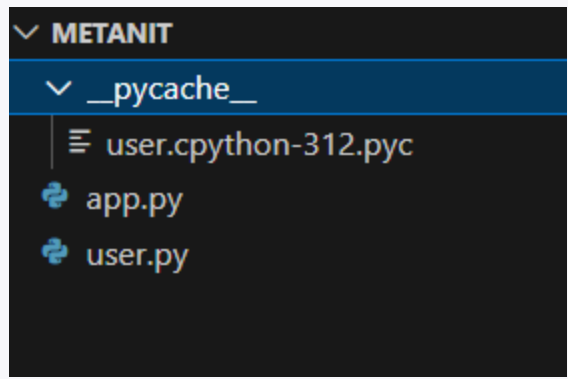 METANIT
__pycache__
user.cpython-312.pyc
app.py
user.py